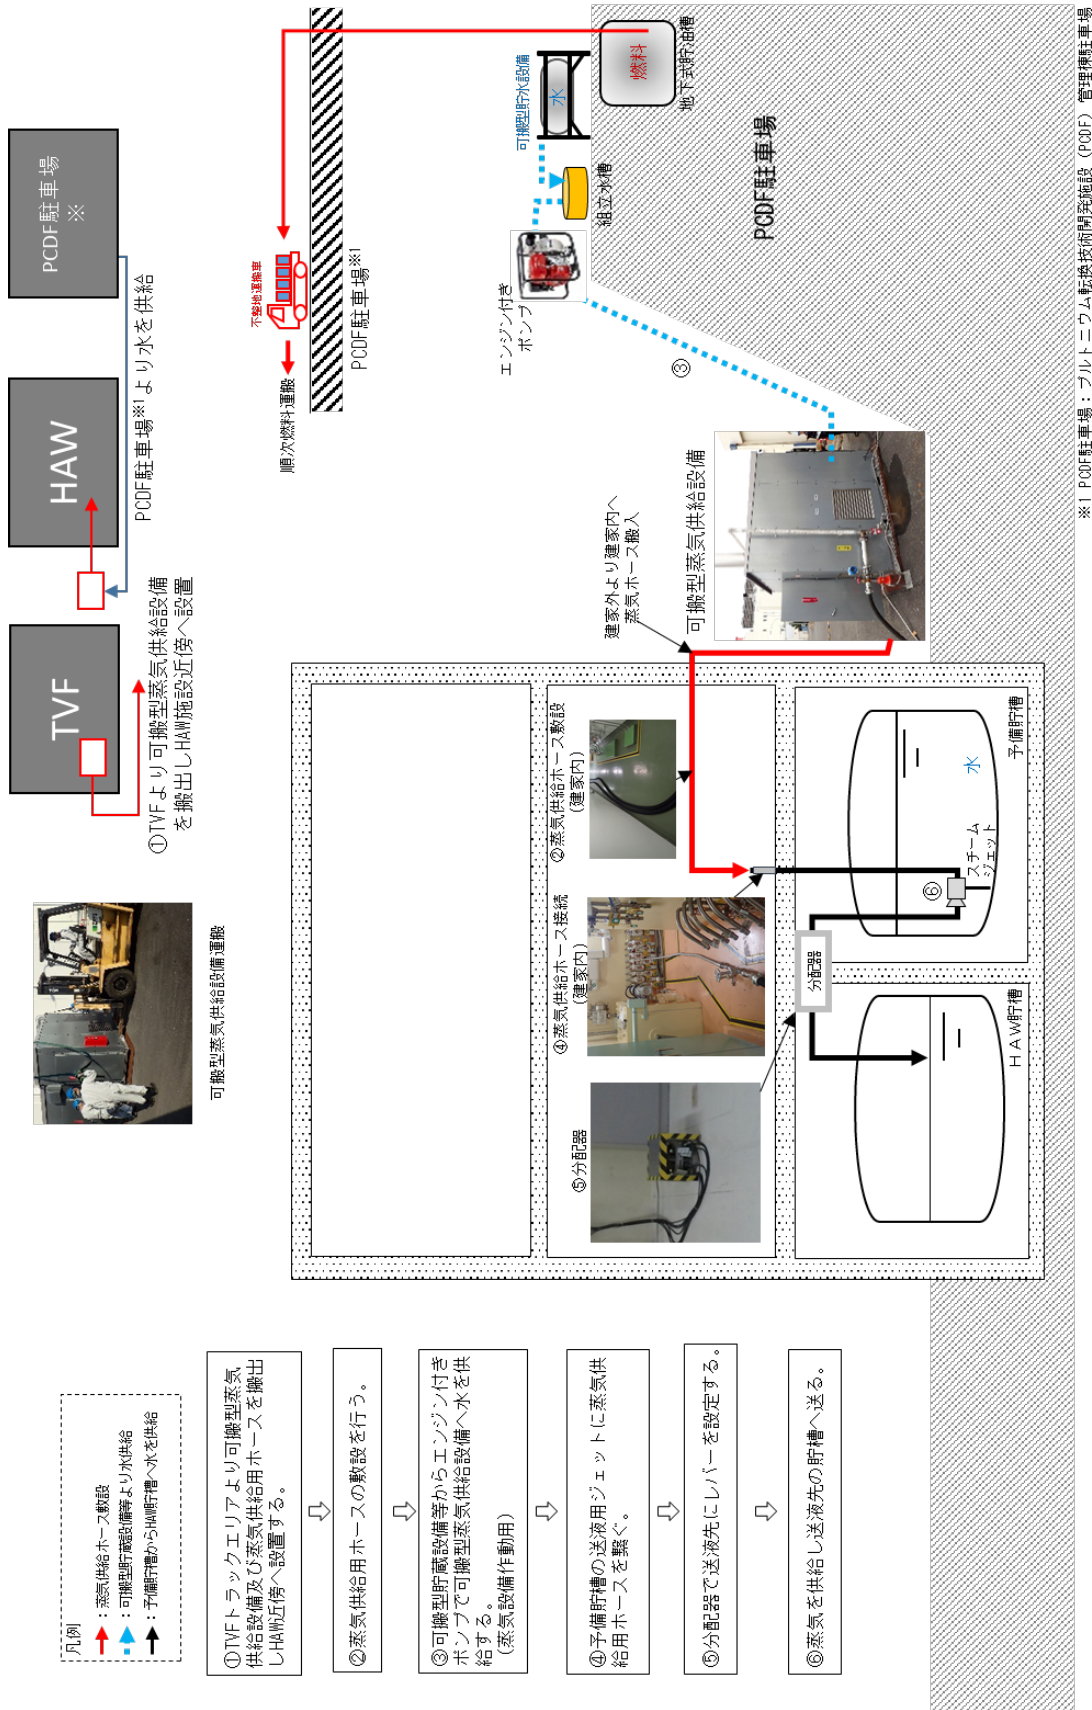 凡例
：蒸気供給ホース敷設
：可搬型貯蔵設備等より水供給
：予備貯槽からHAW貯槽へ水を供給
①TVFトラックエリアより可搬型蒸気
供給設備及び蒸気供給用ホースを搬出
しHAW近傍へ設置する。
②蒸気供給用ホースの敷設を行う。
③可搬型貯蔵設備等からエンジン付き
ポンプで可搬型蒸気供給設備へ水を供
給する。
（蒸気設備作動用）
④予備貯槽の送液用ジェットに蒸気供
給用ホースを繋ぐ。
⑤分配器で送液先にレバーを設定する。
⑥蒸気を供給し送液先の貯槽へ送る。
可搬型蒸気供給設備運搬
TVF
HAW
PCDF駐車場
※
①TVFより可搬型蒸気供給設備
を搬出しHAW施設近傍へ設置
PCDF駐車場※1より水を供給
順次燃料運搬
不整地運搬車
PCDF駐車場※1
⑤分配器
④蒸気供給ホース接続
（建家内）
②蒸気供給ホース敷設
（建家内）
建家外より建家内へ
蒸気ホース搬入
可搬型蒸気供給設備
③
エンジン付き
ポンプ
組立水槽
可搬型貯水設備
水
燃料
地下式貯油槽
PCDF駐車場
分配器
⑥
スチーム
ジェット
水
HAW貯槽
予備貯槽
※1 PCDF駐車場：プルトニウム転換技術開発施設（PCDF）管理棟駐車場